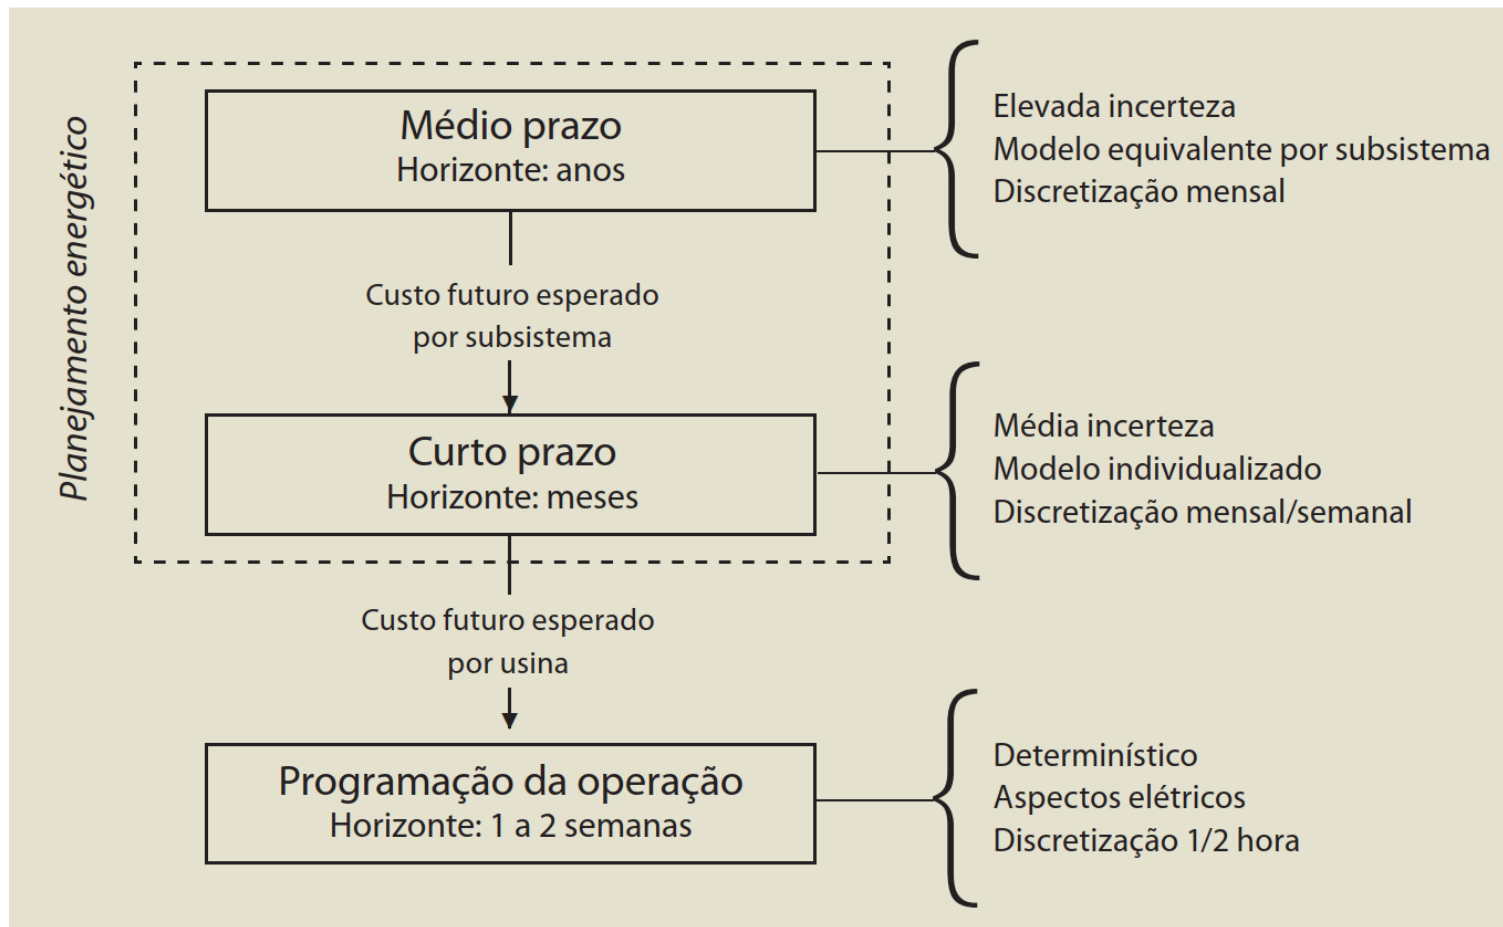 Planejamento energético
Médio prazo
Horizonte: anos
Elevada incerteza
Modelo equivalente por subsistema
Discretização mensal
Custo futuro esperado
por subsistema
Curto prazo
Horizonte: meses
Média incerteza
Modelo individualizado
Discretização mensal/semanal
Custo futuro esperado
por usina
Programação da operação
Horizonte: 1 a 2 semanas
Determinístico
Aspectos elétricos
Discretização 1/2 hora